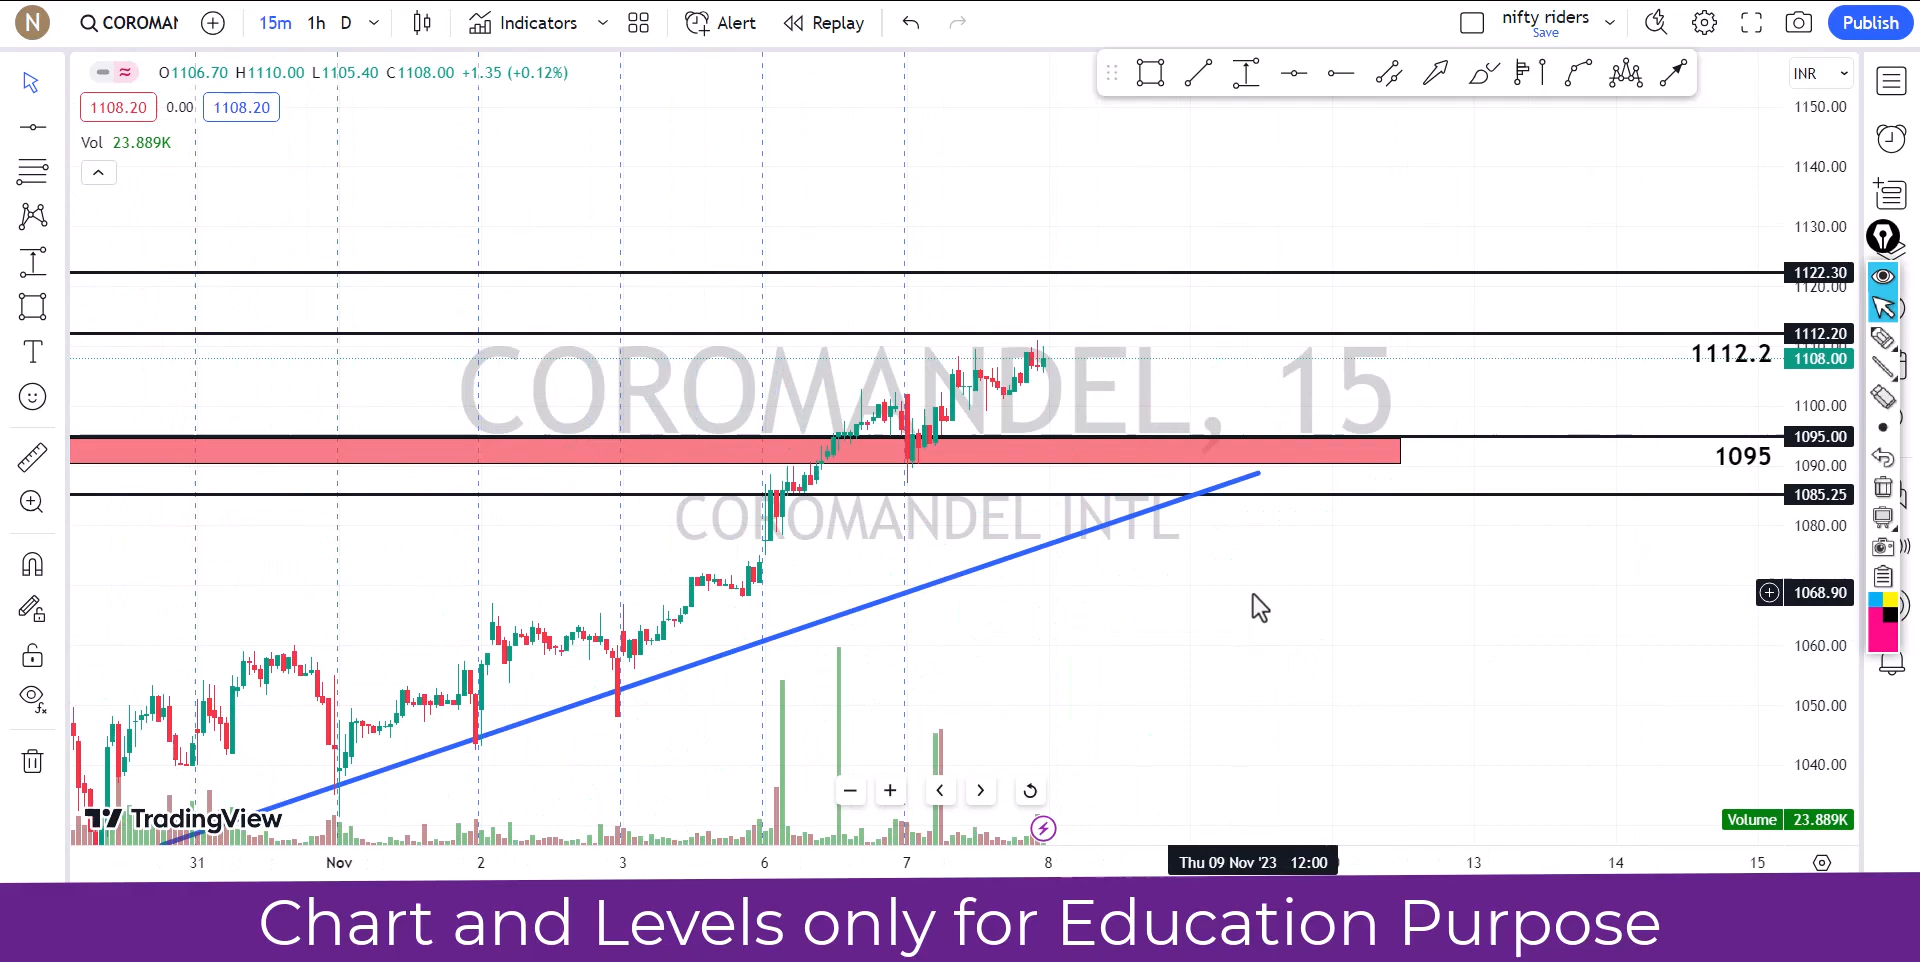 N COROMAN 15m 1h D Indicators Alert Replay nifty riders Save Publish
O1106.70 H1110.00 L1105.40 C1108.00 +1.35 (+0.12%) INR
1108.20 0.00 1108.20
1150.00
Vol 23.889K
1140.00
1130.00
1122.30
1120.00
1112.20
1112.2
1108.00
COROMANDEL, 15
1100.00
1095.00
1095
1090.00
1085.25
COROMANDEL INTL
1080.00
1068.90
1060.00
1050.00
1040.00
TradingView
Volume 23.889K
31 Nov 2 3 6 7 8 Thu 09 Nov '23 12:00 13 14 15
Chart and Levels only for Education Purpose